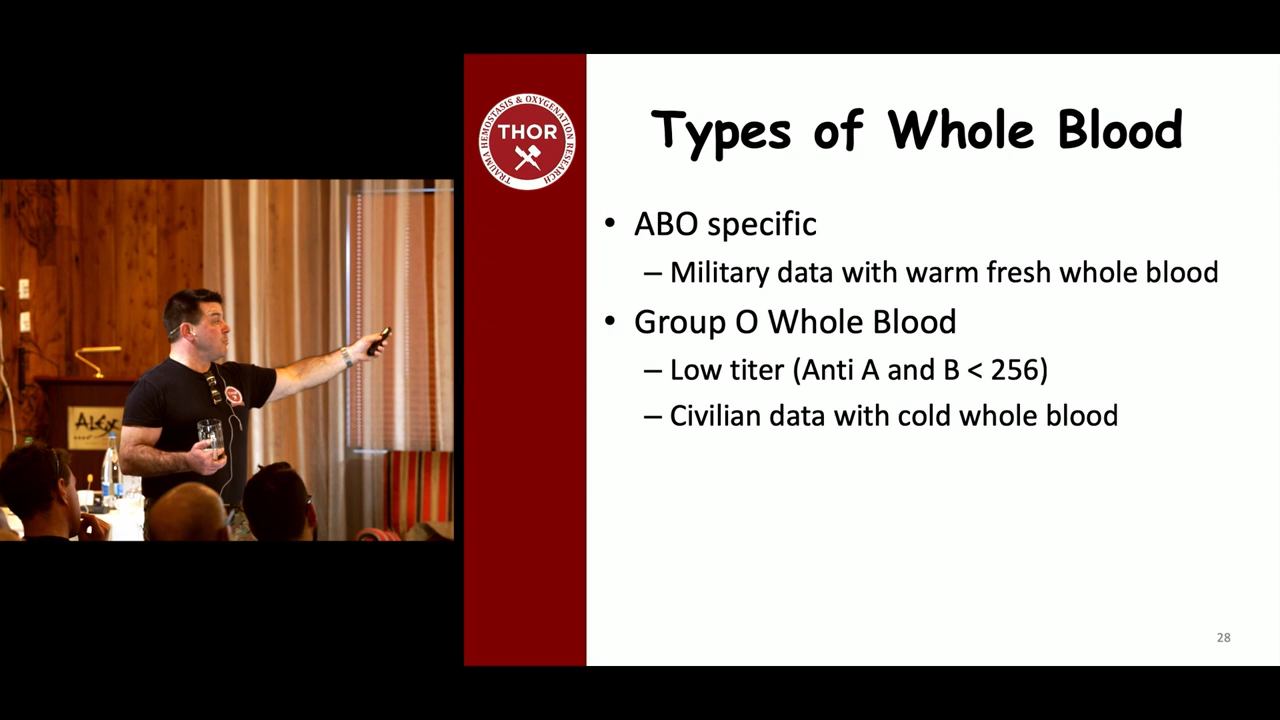 TRAUMA HEMOSTASIS & OXYGENATION RESEARCH
THOR
Types of Whole Blood
• ABO specific
– Military data with warm fresh whole blood
• Group O Whole Blood
– Low titer (Anti A and B < 256)
– Civilian data with cold whole blood
28